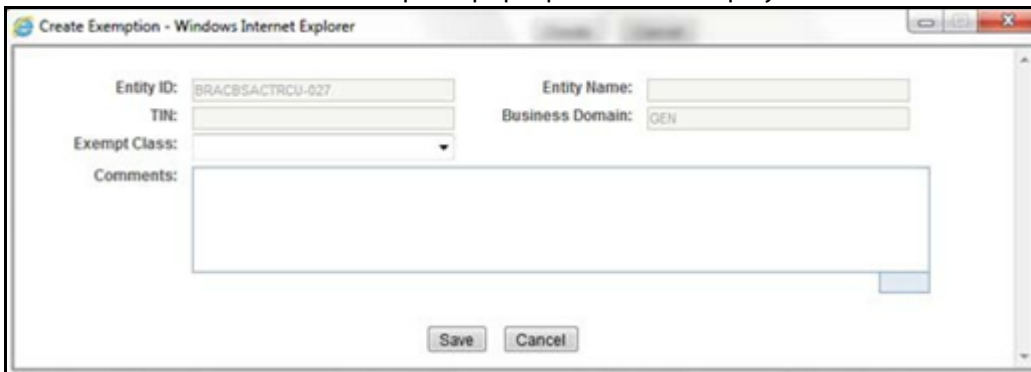 Create Exemption - Windows Internet Explorer
Entity ID: BRACBSACTRCU-027 Entity Name:
TIN: Business Domain: GEN
Exempt Class:
Comments:
Save Cancel